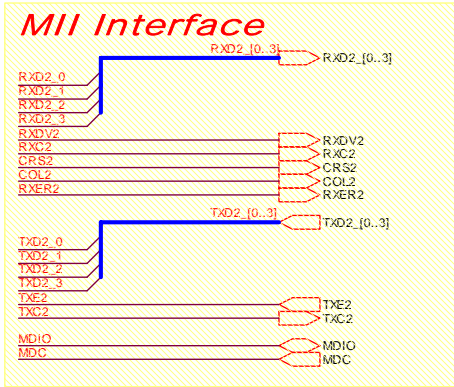 MII Interface
RXD2_[0..3] RXD2_[0..3]
RXD2_0
RXD2_1
RXD2_2
RXD2_3
RXDV2 RXDV2
RXC2 RXC2
CRS2 CRS2
COL2 COL2
RXER2 RXER2
TXD2_[0..3] TXD2_[0..3]
TXD2_0
TXD2_1
TXD2_2
TXD2_3
TXE2 TXE2
TXC2 TXC2
MDIO MDIO
MDC MDC